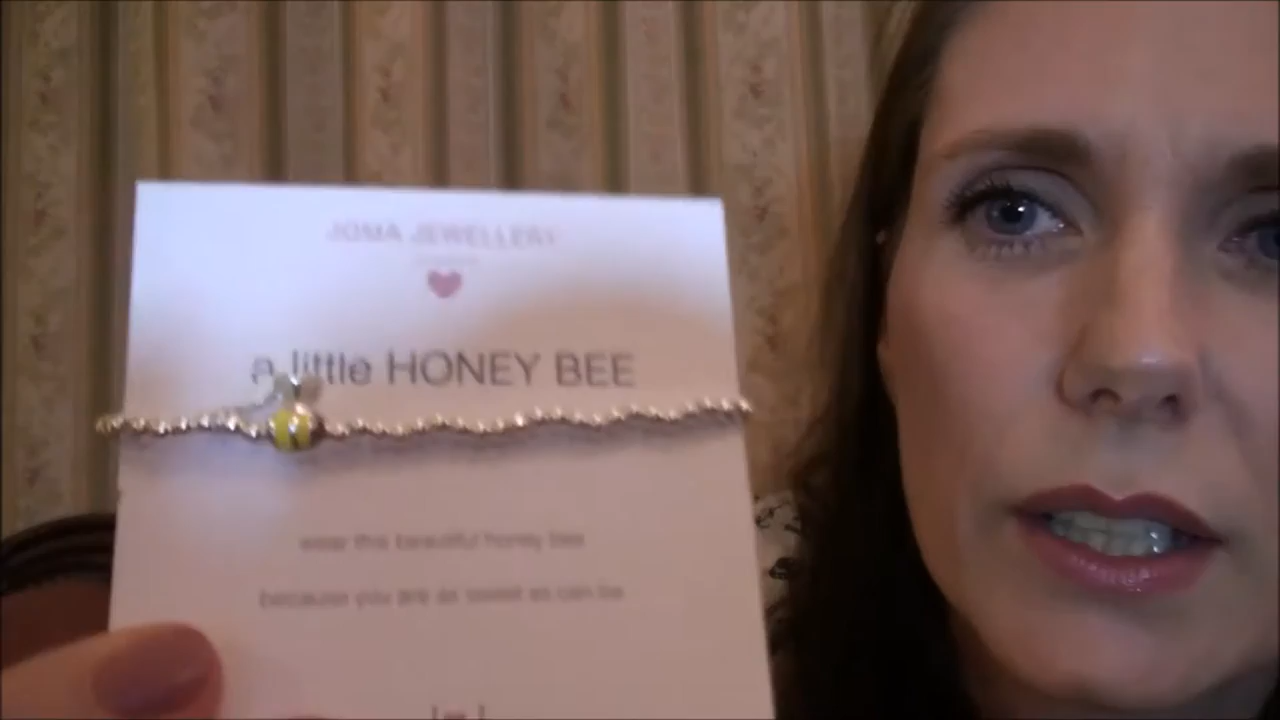 JOMA JEWELLERY
a little HONEY BEE
wear this beautiful honey bee
because you are as sweet as can be